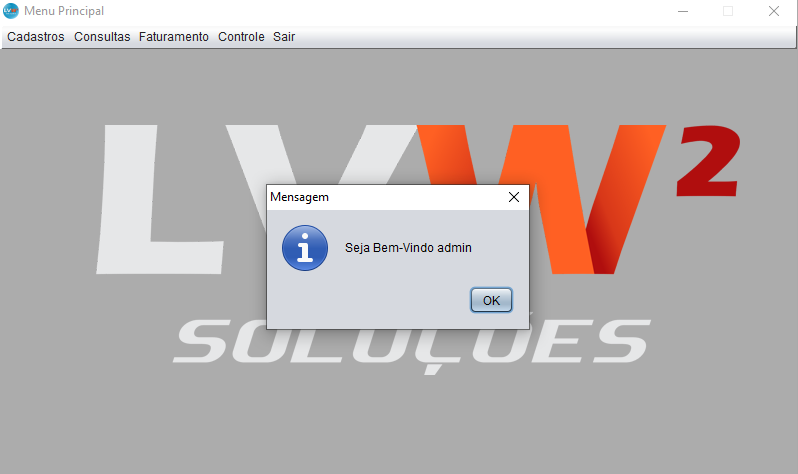 Menu Principal
Cadastros Consultas Faturamento Controle Sair
LVW2
Mensagem
Seja Bem-Vindo admin
OK
SOLUÇÕES